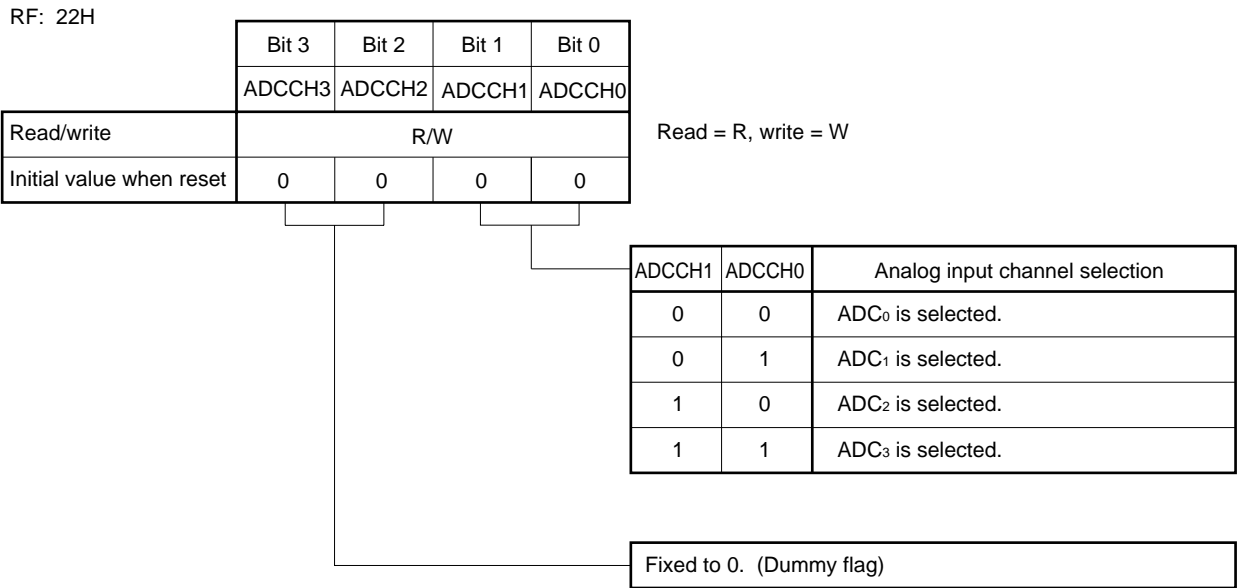 RF: 22H
Bit 3 Bit 2 Bit 1 Bit 0
ADCCH3 ADCCH2 ADCCH1 ADCCH0
Read/write R/W Read = R, write = W
Initial value when reset 0 0 0 0
ADCCH1 ADCCH0 Analog input channel selection
0 0 ADC₀ is selected.
0 1 ADC₁ is selected.
1 0 ADC₂ is selected.
1 1 ADC₃ is selected.
Fixed to 0. (Dummy flag)